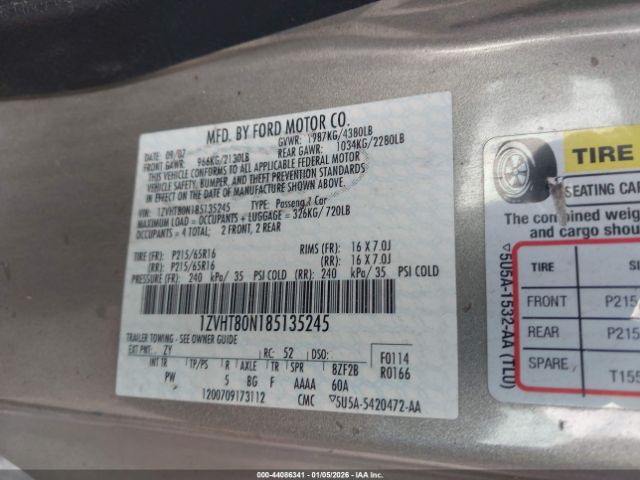 MFD. BY FORD MOTOR CO.
DATE: 09/07 GVWR: 1987KG/4380LB
FRONT GAWR: 966KG/2130LB REAR GAWR: 1034KG/2280LB
THIS VEHICLE CONFORMS TO ALL APPLICABLE FEDERAL MOTOR
VEHICLE SAFETY, BUMPER, AND THEFT PREVENTION STANDARDS
IN EFFECT ON THE DATE OF MANUFACTURE SHOWN ABOVE.
VIN: 1ZVHT80N185135245 TYPE: Passeng Car
MAXIMUM LOAD = OCCUPANTS + LUGGAGE = 326KG/720LB
OCCUPANTS = 4 TOTAL: 2 FRONT, 2 REAR
TIRE (FR): P215/65R16 RIMS (FR): 16 X 7.0J
(RR): P215/65R16 (RR): 16 X 7.0J
PRESSURE (FR): 240 kPa/ 35 PSI COLD (RR): 240 kPa/ 35 PSI COLD
1ZVHT80N185135245
TRAILER TOWING - SEE OWNER GUIDE
EXT PNT: ZY RC: 52 DSO: F0114
INT TR TP/PS R AXLE TR SPR BZF2B R0166
PW 5 BG F AAAA 60A
1200709173112 CMC 5U5A-5420472-AA
5U5A-1532-AA (TLU)
TIRE
SEATING CAP
The combined weig
and cargo shou
TIRE S
FRONT P215
REAR P215
SPARE T155
44086341 - 01/05/2026 - IAA, Inc.